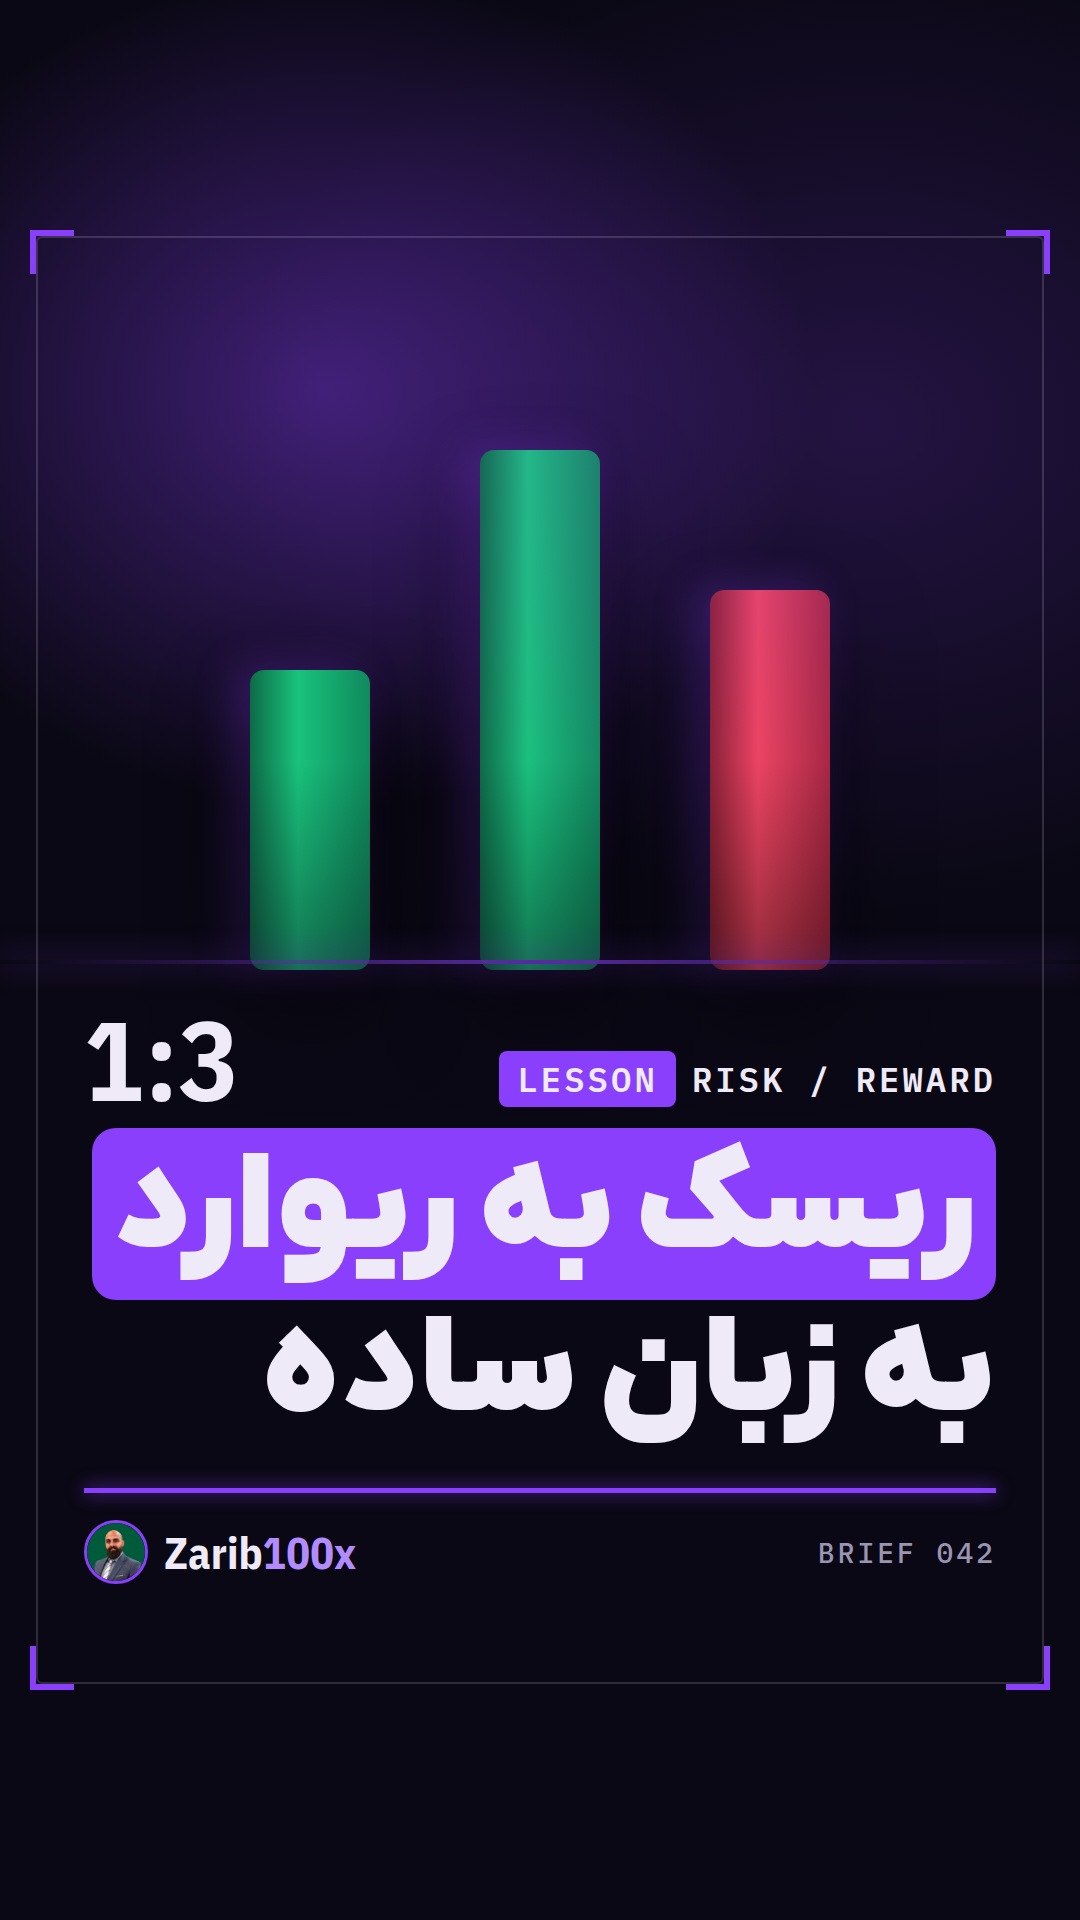 1:3
LESSON RISK / REWARD
ریسک به ریوارد
به زبان ساده
Zarib100x
BRIEF 042